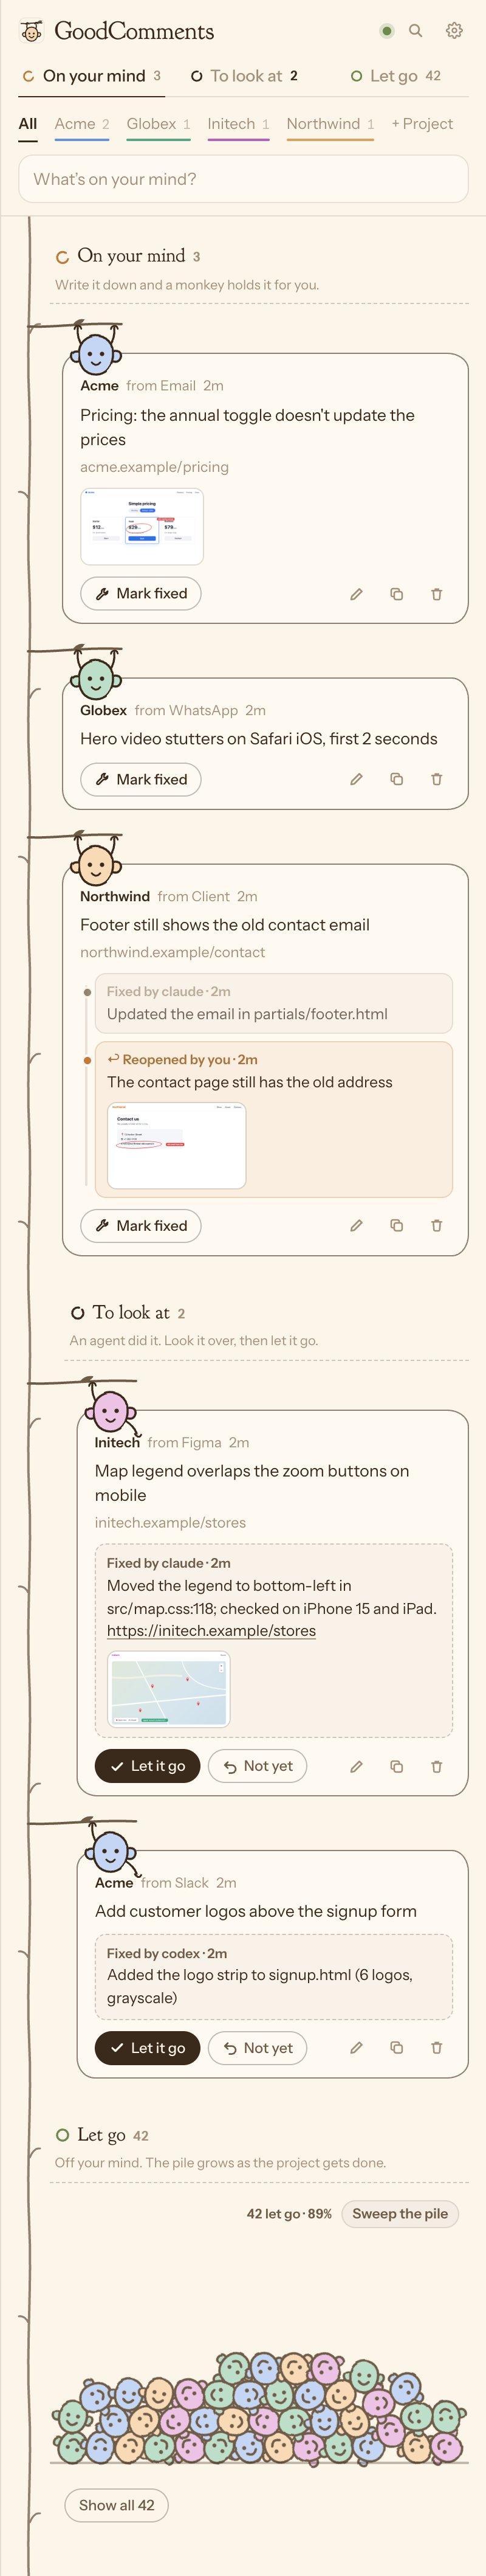 GoodComments
On your mind 3
To look at 2
Let go 42
All
Acme 2
Globex 1
Initech 1
Northwind 1
+ Project
What's on your mind?
On your mind 3
Write it down and a monkey holds it for you.
Acme from Email 2m
Pricing: the annual toggle doesn't update the
prices
acme.example/pricing
Simple pricing
Mark fixed
Globex from WhatsApp 2m
Hero video stutters on Safari iOS, first 2 seconds
Mark fixed
Northwind from Client 2m
Footer still shows the old contact email
northwind.example/contact
Fixed by claude · 2m
Updated the email in partials/footer.html
Reopened by you · 2m
The contact page still has the old address
Contact us
Mark fixed
To look at 2
An agent did it. Look it over, then let it go.
Initech from Figma 2m
Map legend overlaps the zoom buttons on
mobile
initech.example/stores
Fixed by claude · 2m
Moved the legend to bottom-left in
src/map.css:118; checked on iPhone 15 and iPad.
https://initech.example/stores
Let it go
Not yet
Acme from Slack 2m
Add customer logos above the signup form
Fixed by codex · 2m
Added the logo strip to signup.html (6 logos,
grayscale)
Let it go
Not yet
Let go 42
Off your mind. The pile grows as the project gets done.
42 let go · 89%
Sweep the pile
Show all 42